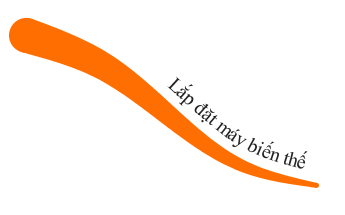 Lắp đặt máy biến thế